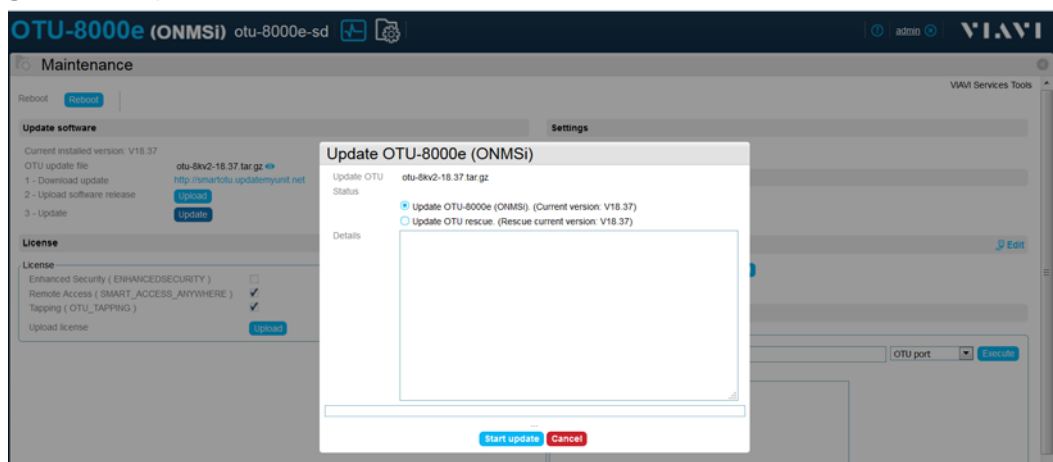 OTU-8000e (ONMSi) otu-8000e-sd
admin
VIAVI
Maintenance
VIAVI Services Tools
Reboot Reboot
Update software
Settings
Current installed version: V18.37
OTU update file otu-8kv2-18.37.tar.gz
1 - Download update http://smartotu.updatemyunit.net
2 - Upload software release Upload
3 - Update Update
License
Edit
License
Enhanced Security ( ENHANCEDSECURITY )
Remote Access ( SMART_ACCESS_ANYWHERE )
Tapping ( OTU_TAPPING )
Upload license Upload
OTU port Execute
Update OTU-8000e (ONMSi)
Update OTU otu-8kv2-18.37.tar.gz
Status
Update OTU-8000e (ONMSi). (Current version: V18.37)
Update OTU rescue. (Rescue current version: V18.37)
Details
...
Start update Cancel